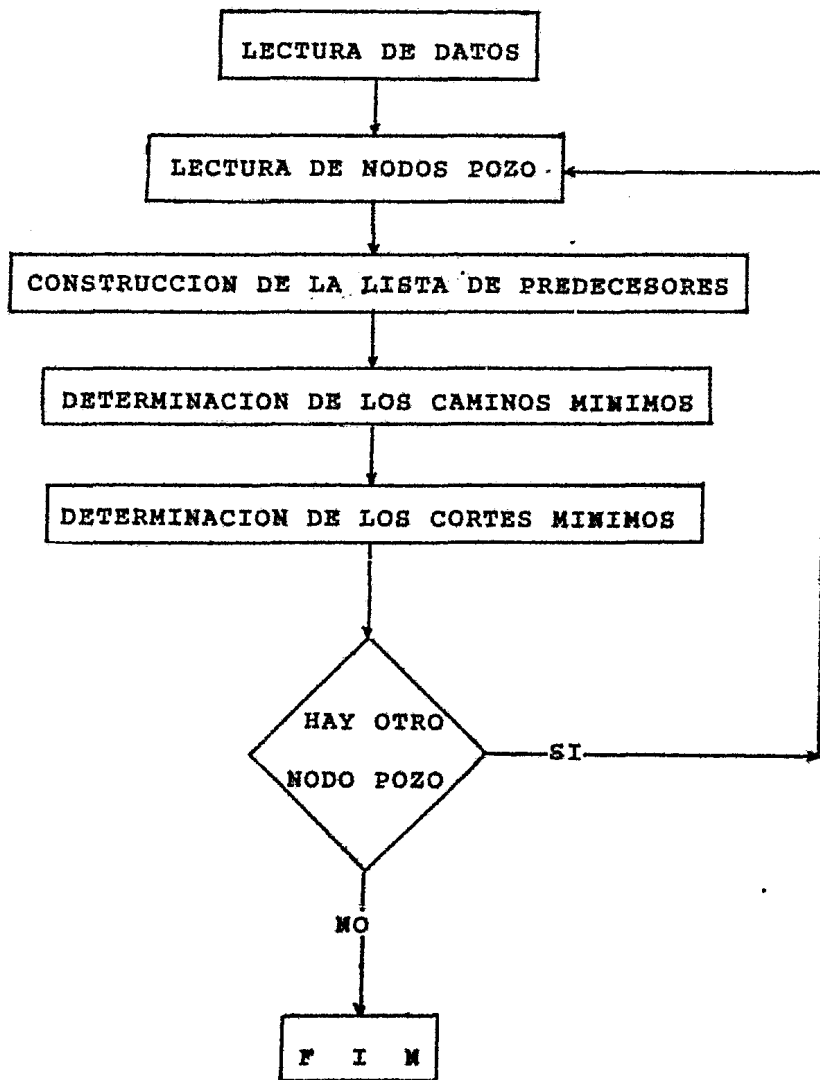 LECTURA DE DATOS
LECTURA DE NODOS POZO
CONSTRUCCION DE LA LISTA DE PREDECESORES
DETERMINACION DE LOS CAMINOS MINIMOS
DETERMINACION DE LOS CORTES MINIMOS
HAY OTRO
NODO POZO
SI
NO
F I N